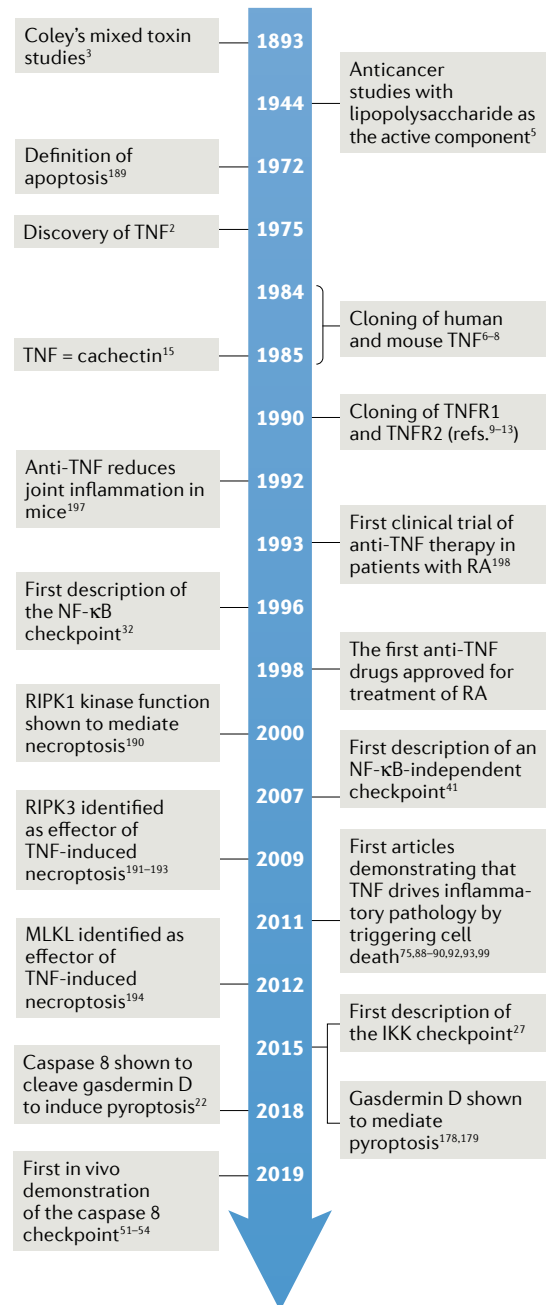 Coley's mixed toxin
studies³
1893
1944
Anticancer
studies with
lipopolysaccharide as
the active component⁵
Definition of
apoptosis¹⁸⁹
1972
Discovery of TNF²
1975
1984
Cloning of human
and mouse TNF⁶⁻⁸
TNF = cachectin¹⁵
1985
1990
Cloning of TNFR1
and TNFR2 (refs.⁹⁻¹³)
Anti-TNF reduces
joint inflammation in
mice¹⁹⁷
1992
1993
First clinical trial of
anti-TNF therapy in
patients with RA¹⁹⁸
First description of
the NF-κB
checkpoint³²
1996
1998
The first anti-TNF
drugs approved for
treatment of RA
RIPK1 kinase function
shown to mediate
necroptosis¹⁹⁰
2000
2007
First description of an
NF-κB-independent
checkpoint⁴¹
RIPK3 identified
as effector of
TNF-induced
necroptosis¹⁹¹⁻¹⁹³
2009
2011
First articles
demonstrating that
TNF drives inflamma-
tory pathology by
triggering cell
death⁷⁵,⁸⁸⁻⁹⁰,⁹²,⁹³,⁹⁹
MLKL identified as
effector of
TNF-induced
necroptosis¹⁹⁴
2012
2015
First description of
the IKK checkpoint²⁷
Gasdermin D shown
to mediate
pyroptosis¹⁷⁸,¹⁷⁹
Caspase 8 shown to
cleave gasdermin D
to induce pyroptosis²²
2018
First in vivo
demonstration
of the caspase 8
checkpoint⁵¹⁻⁵⁴
2019